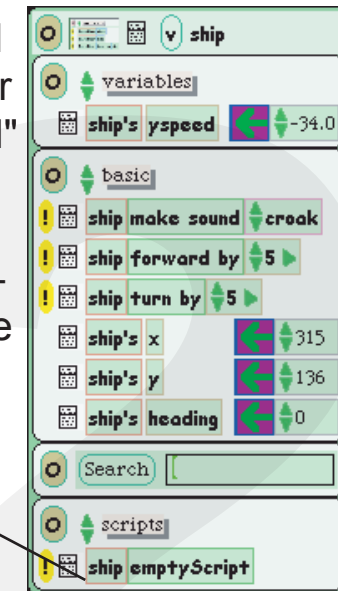 v ship
variables
ship's yspeed -34.0
basic
! ship make sound croak
! ship forward by 5
! ship turn by 5
ship's x 315
ship's y 136
ship's heading 0
Search
scripts
! ship emptyScript